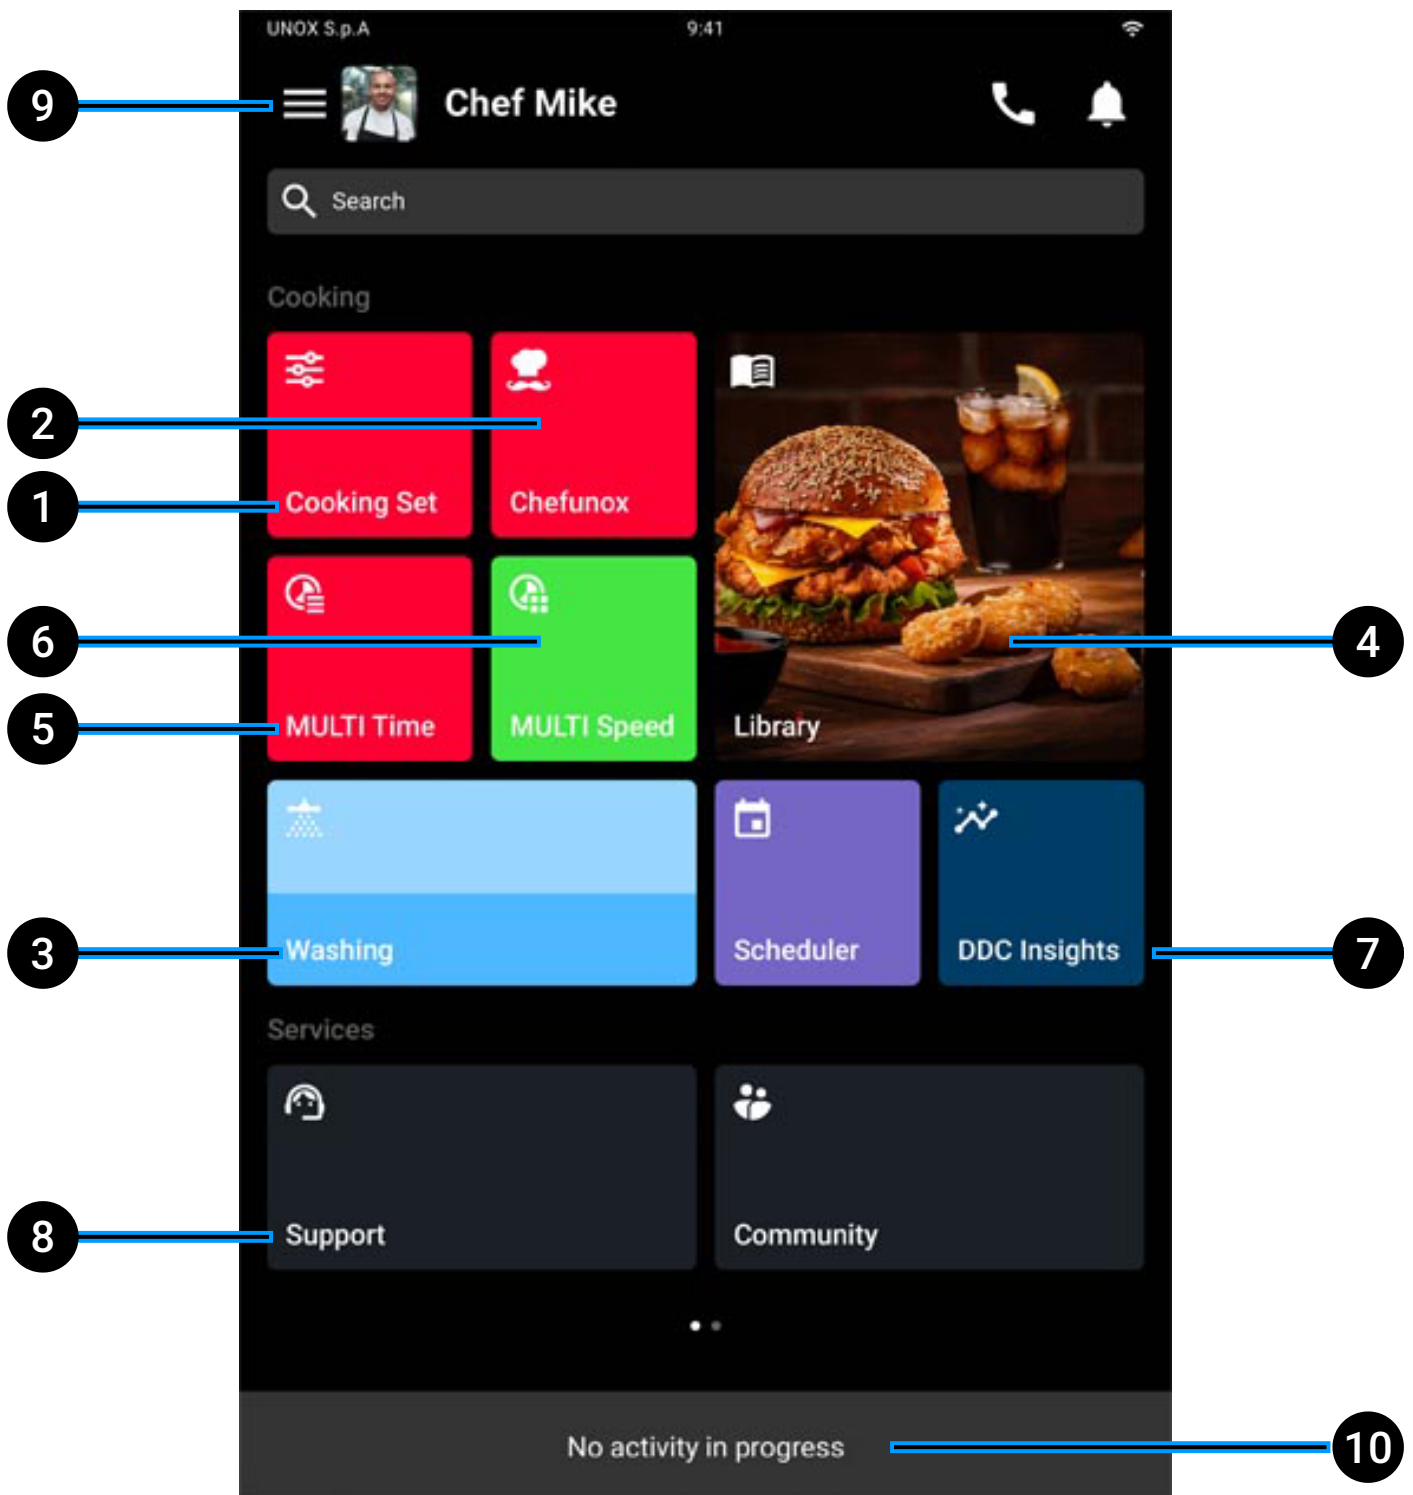 UNOX S.p.A
9:41
9
Chef Mike
Search
Cooking
2
1
Cooking Set
Chefunox
6
4
5
MULTI Time
MULTI Speed
Library
3
Washing
Scheduler
DDC Insights
7
Services
8
Support
Community
No activity in progress
10